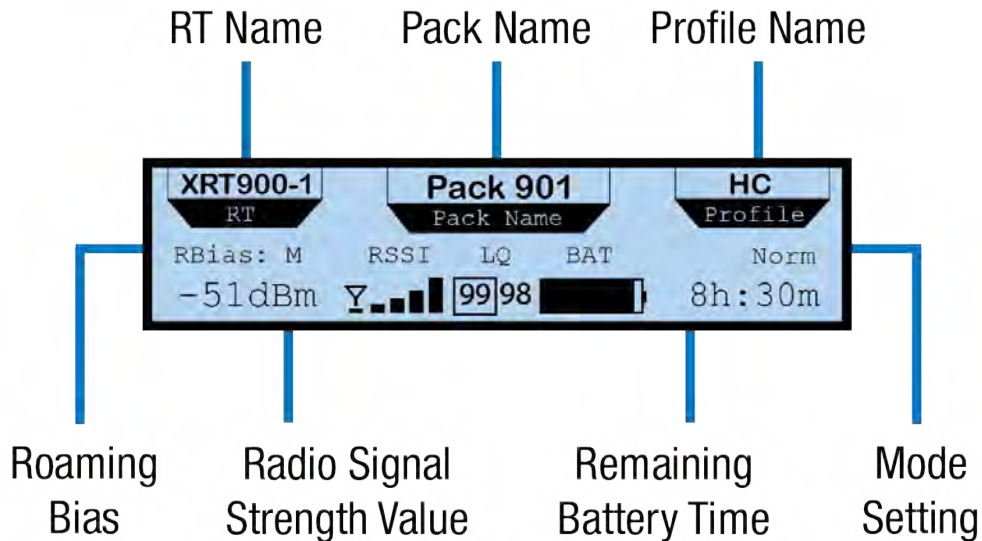 RT Name Pack Name Profile Name
XRT900-1 Pack 901 HC
RT Pack Name Profile
RBias: M RSSI LQ BAT Norm
-51dBm 99 98 8h:30m
Roaming Radio Signal Remaining Mode
Bias Strength Value Battery Time Setting